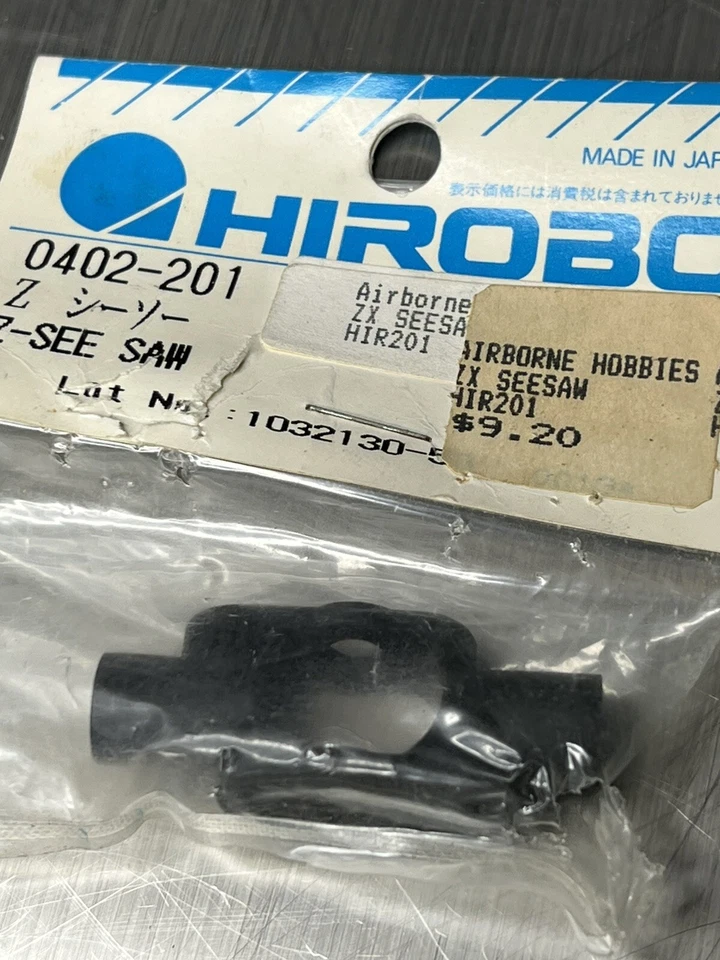 MADE IN JAP
表示価格には消費税は含まれておりませ
HIROBO
0402-201
Z シーソー
Z-SEE SAW
Lot No. :1032130-5
Airborne
ZX SEESA
HIR201
AIRBORNE HOBBIES
ZX SEESAW
HIR201
$9.20